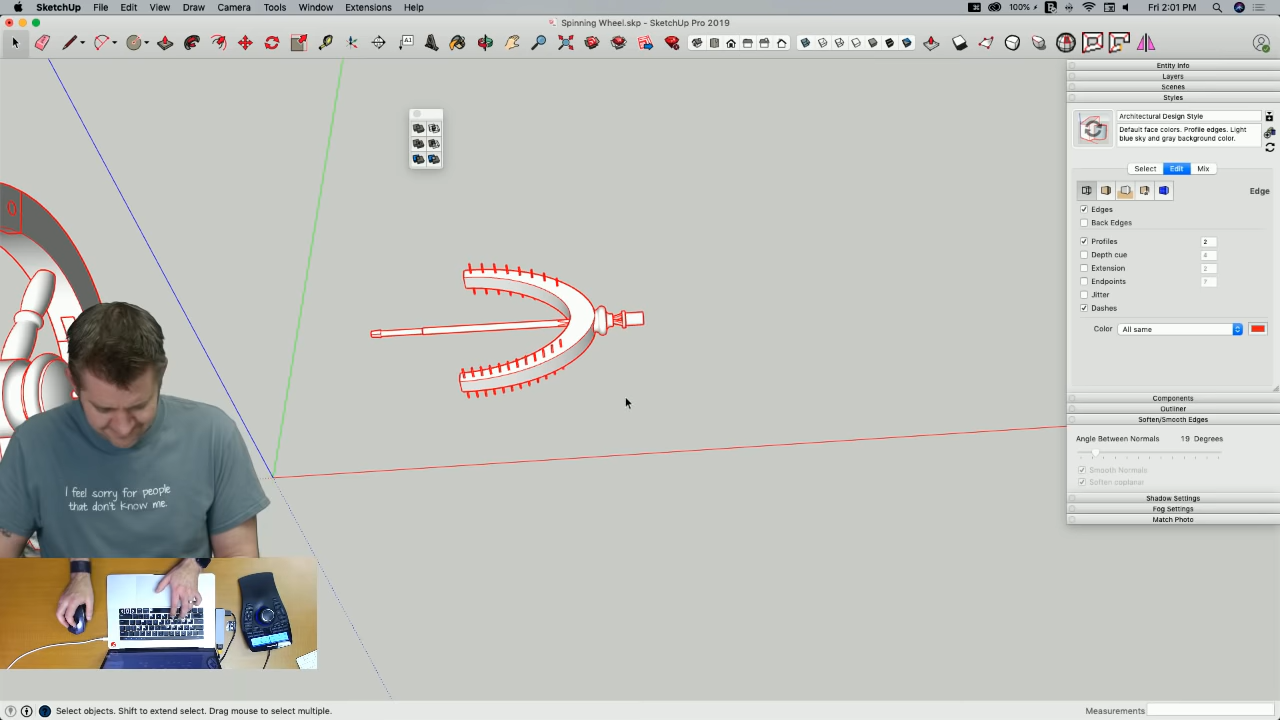 SketchUp File Edit View Draw Camera Tools Window Extensions Help
100% Fri 2:01 PM
Spinning Wheel.skp - SketchUp Pro 2019
Entity Info
Layers
Scenes
Styles
Architectural Design Style
Default face colors. Profile edges. Light
blue sky and gray background color.
Select Edit Mix
Edge
Edges
Back Edges
Profiles 2
Depth cue 4
Extension 2
Endpoints 7
Jitter
Dashes
Color All same
Components
Outliner
Soften/Smooth Edges
Angle Between Normals 19 Degrees
Smooth Normals
Soften coplanar
Shadow Settings
Fog Settings
Match Photo
I feel sorry for people
that don't know me.
Select objects. Shift to extend select. Drag mouse to select multiple.
Measurements